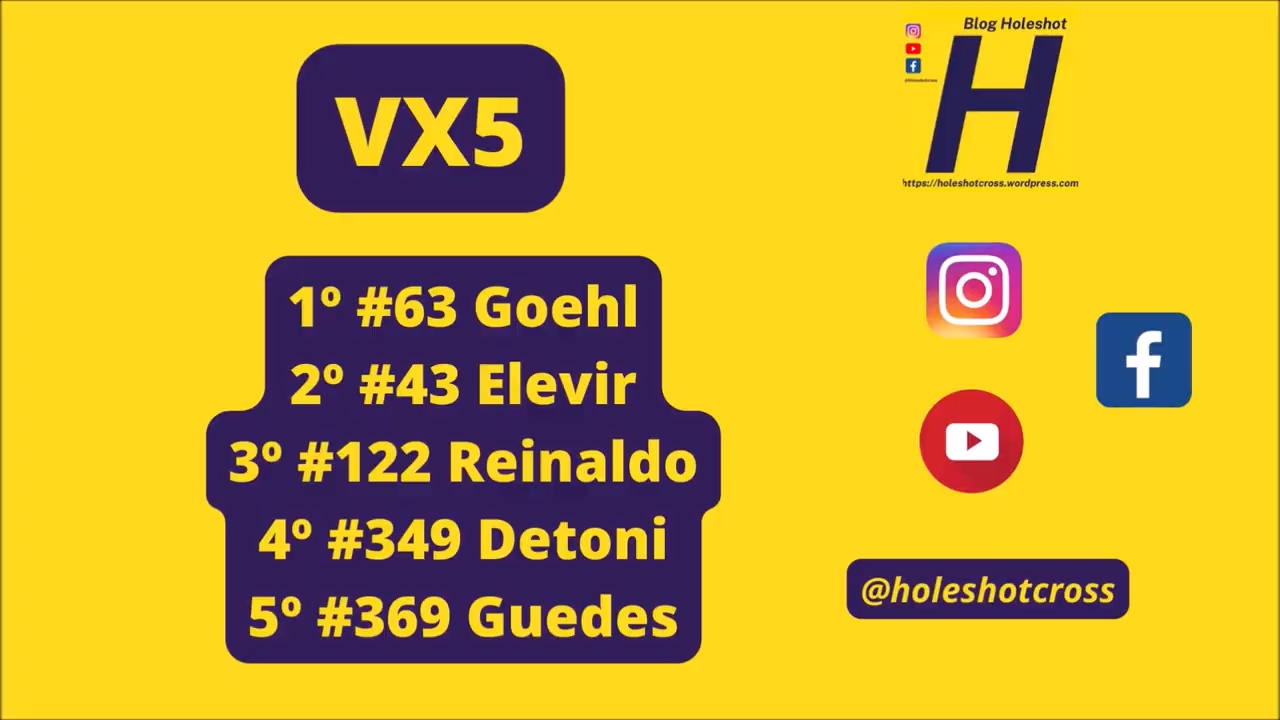 VX5
1º #63 Goehl
2º #43 Elevir
3º #122 Reinaldo
4º #349 Detoni
5º #369 Guedes
Blog Holeshot
H
https://holeshotcross.wordpress.com
@holeshotcross